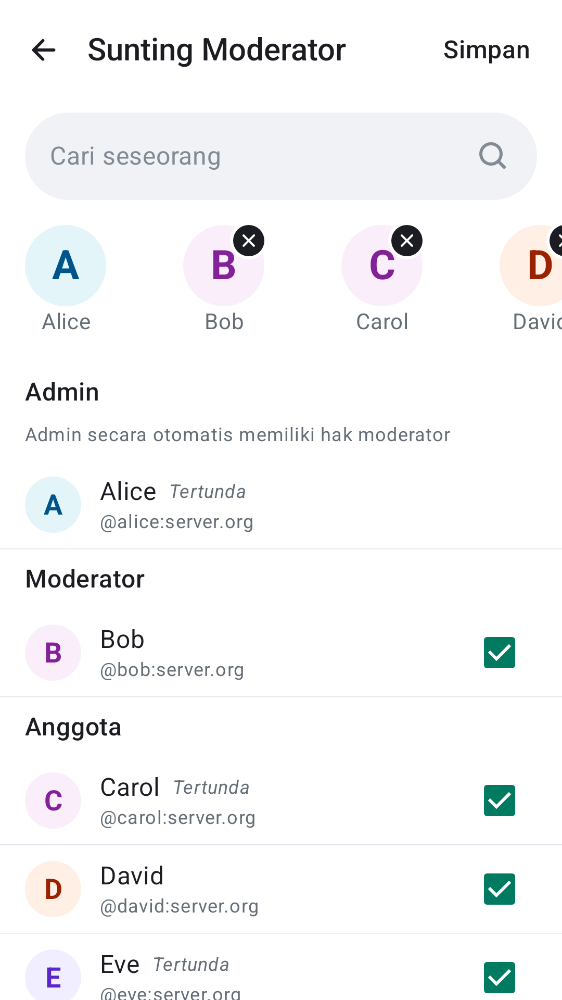 Sunting Moderator
Simpan
Cari seseorang
A
B
C
D
Alice
Bob
Carol
Admin
Admin secara otomatis memiliki hak moderator
A
Alice Tertunda
@alice:server.org
Moderator
B
Bob
@bob:server.org
Anggota
C
Carol Tertunda
@carol:server.org
D
David
@david:server.org
E
Eve Tertunda
@eve:server.org